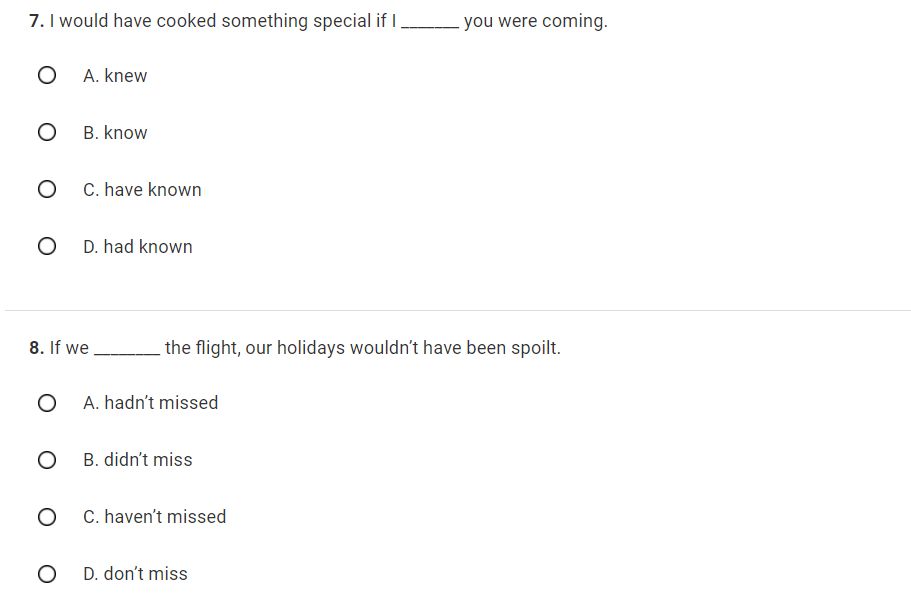 7. I would have cooked something special if I _______ you were coming.
A. knew
B. know
C. have known
D. had known
8. If we ________ the flight, our holidays wouldn’t have been spoilt.
A. hadn’t missed
B. didn’t miss
C. haven’t missed
D. don’t miss